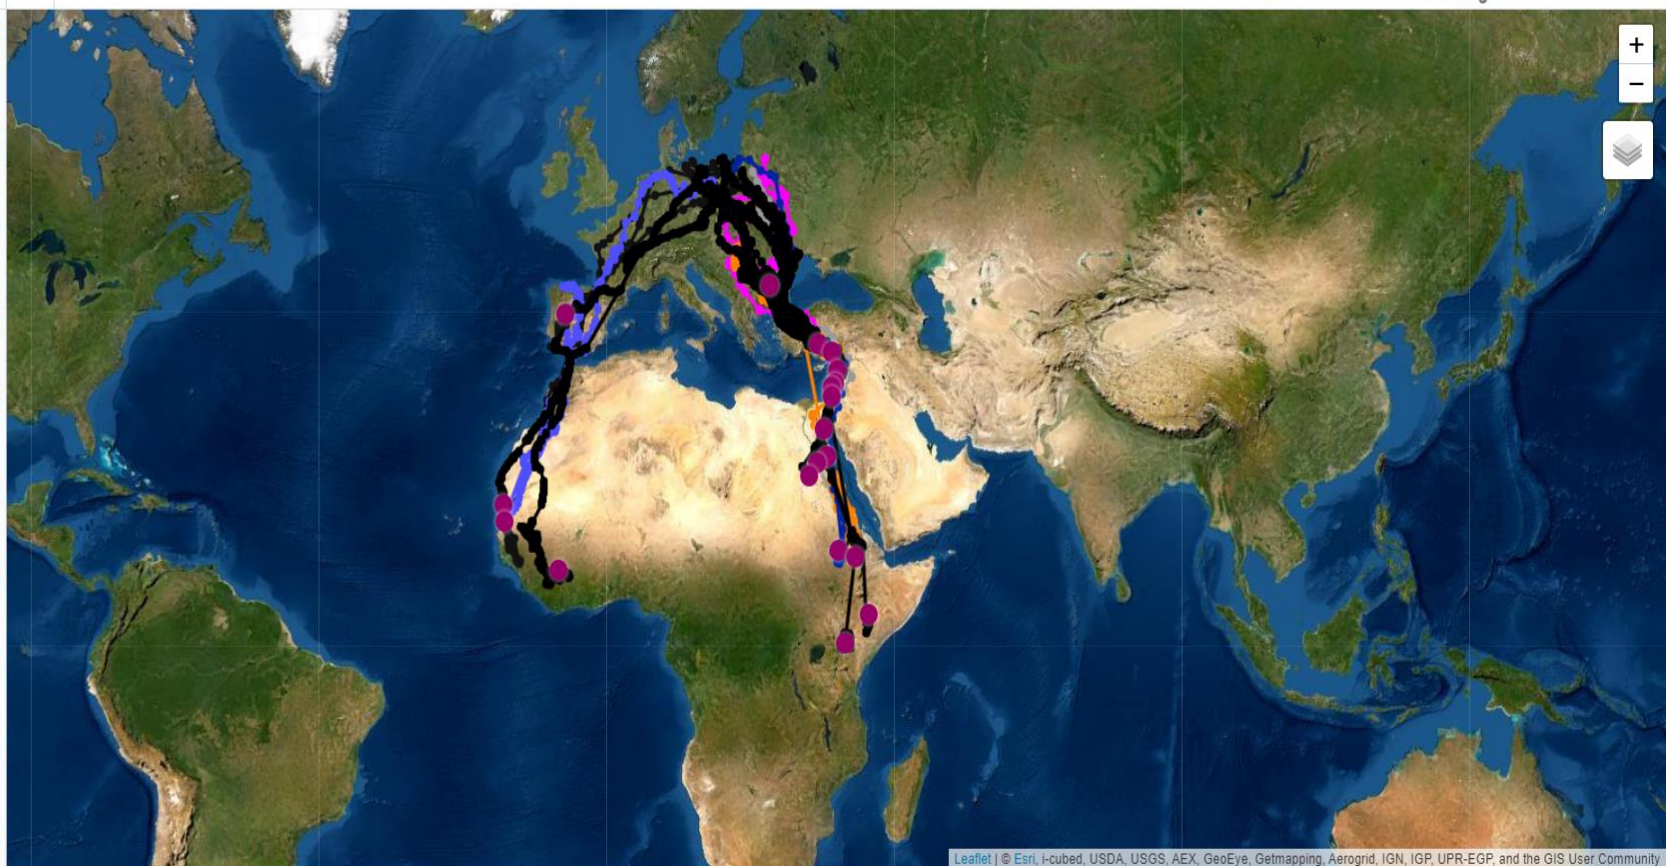 +
−
Leaflet | © Esri, i-cubed, USDA, USGS, AEX, GeoEye, Getmapping, Aerogrid, IGN, IGP, UPR-EGP, and the GIS User Community